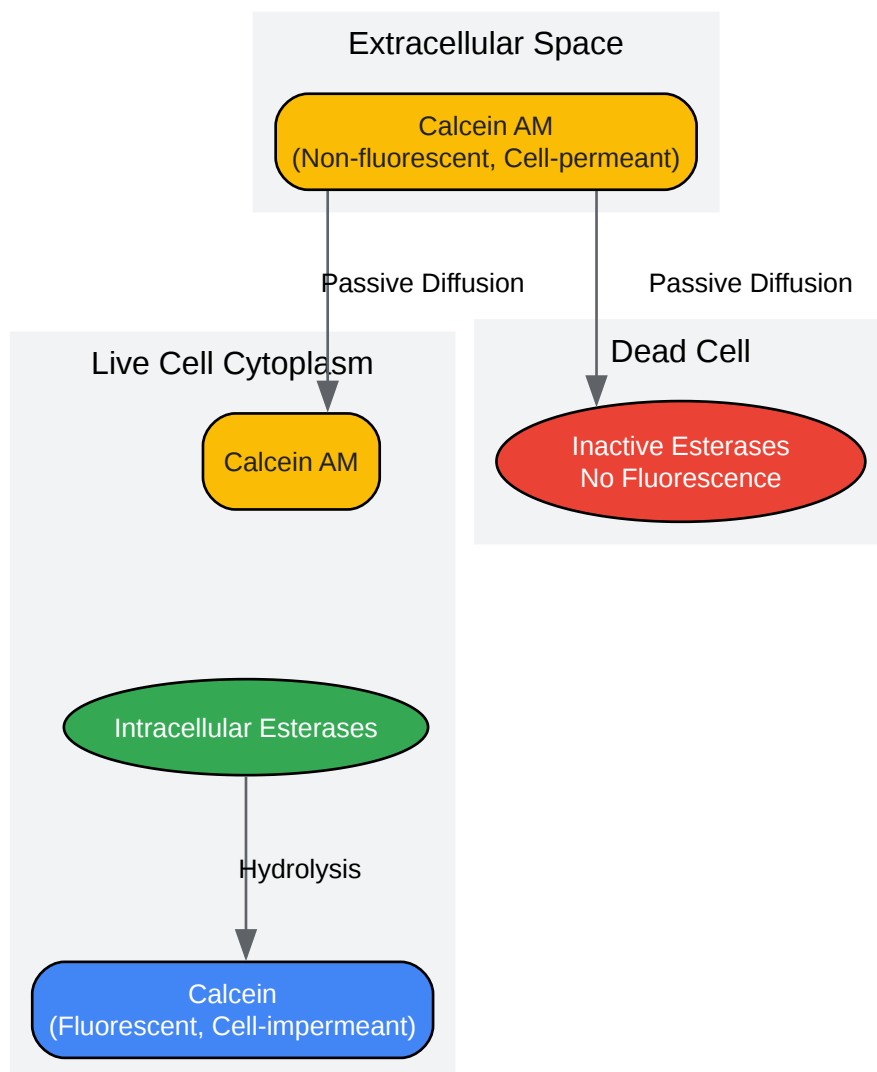 Extracellular Space
Calcein AM
(Non-fluorescent, Cell-permeant)
Passive Diffusion
Passive Diffusion
Live Cell Cytoplasm
Dead Cell
Calcein AM
Inactive Esterases
No Fluorescence
Intracellular Esterases
Hydrolysis
Calcein
(Fluorescent, Cell-impermeant)